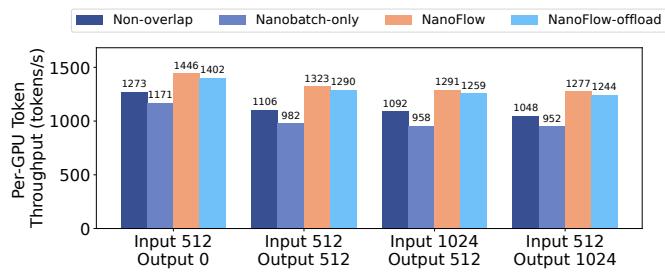 Non-overlap Nanobatch-only NanoFlow NanoFlow-offload
Per-GPU Token
Throughput (tokens/s)
1500
1000
500
0
1273 1171 1446 1402
1106 982 1323 1290
1092 958 1291 1259
1048 952 1277 1244
Input 512 Input 512 Input 1024 Input 512
Output 0 Output 512 Output 512 Output 1024